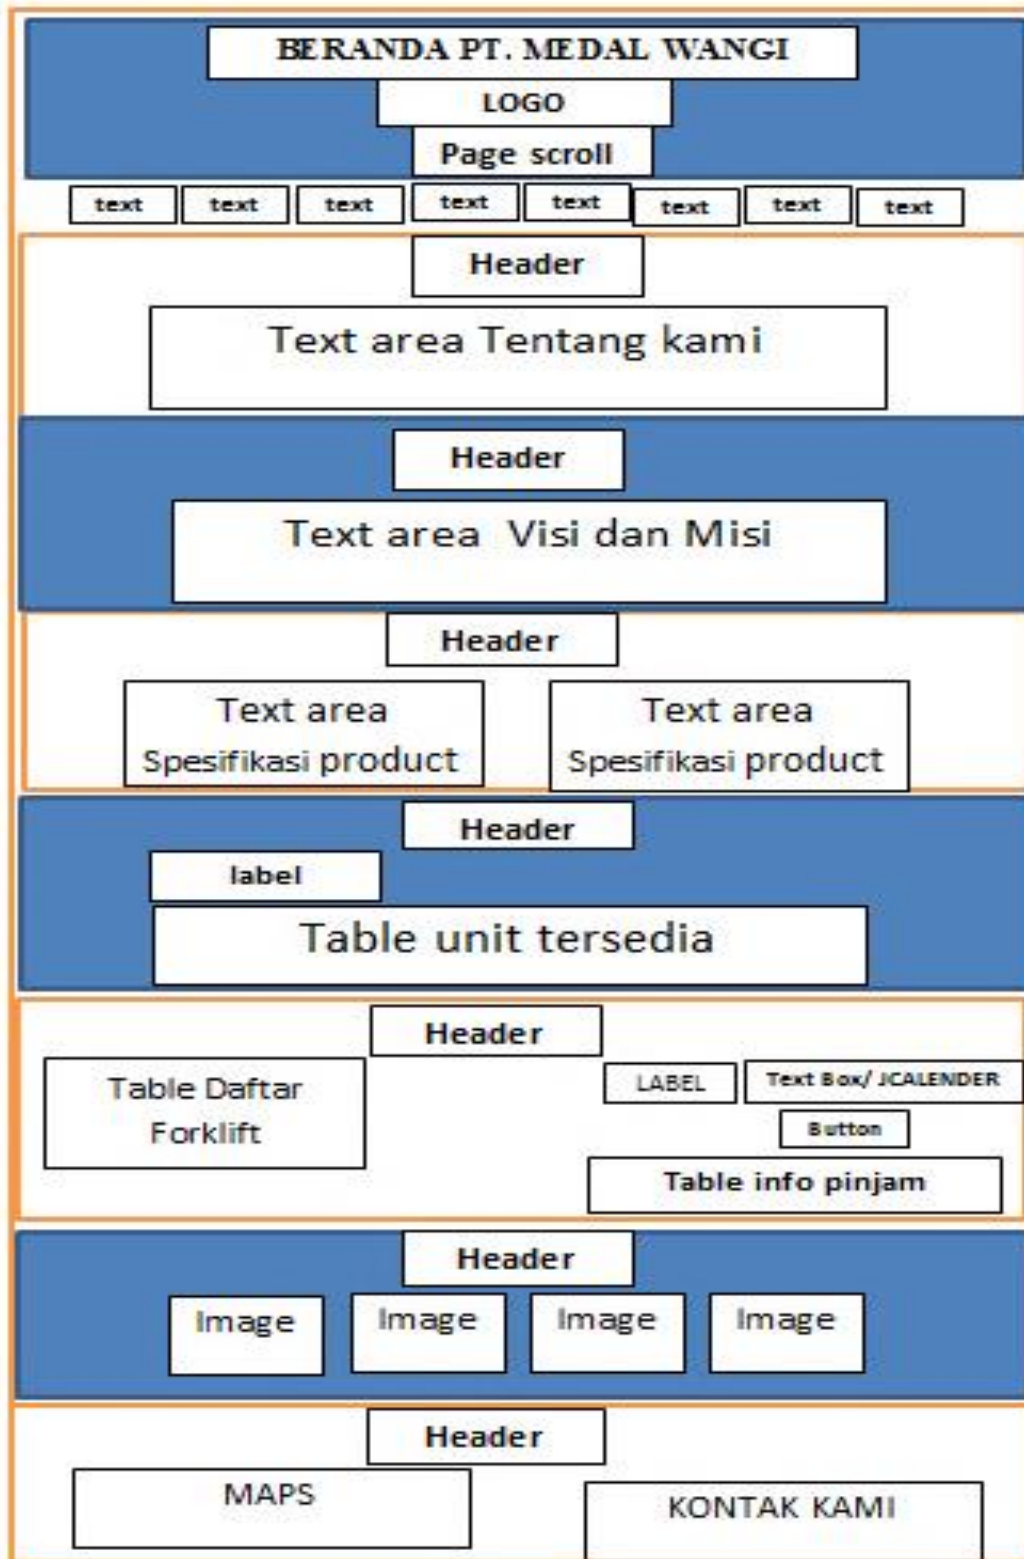 BERANDA PT. MEDAL WANGI
LOGO
Page scroll
text text text text text text text text
Header
Text area Tentang kami
Header
Text area Visi dan Misi
Header
Text area
Spesifikasi product
Text area
Spesifikasi product
Header
label
Table unit tersedia
Header
Table Daftar
Forklift
LABEL
Text Box/ JCALENDER
Button
Table info pinjam
Header
Image Image Image Image
Header
MAPS
KONTAK KAMI